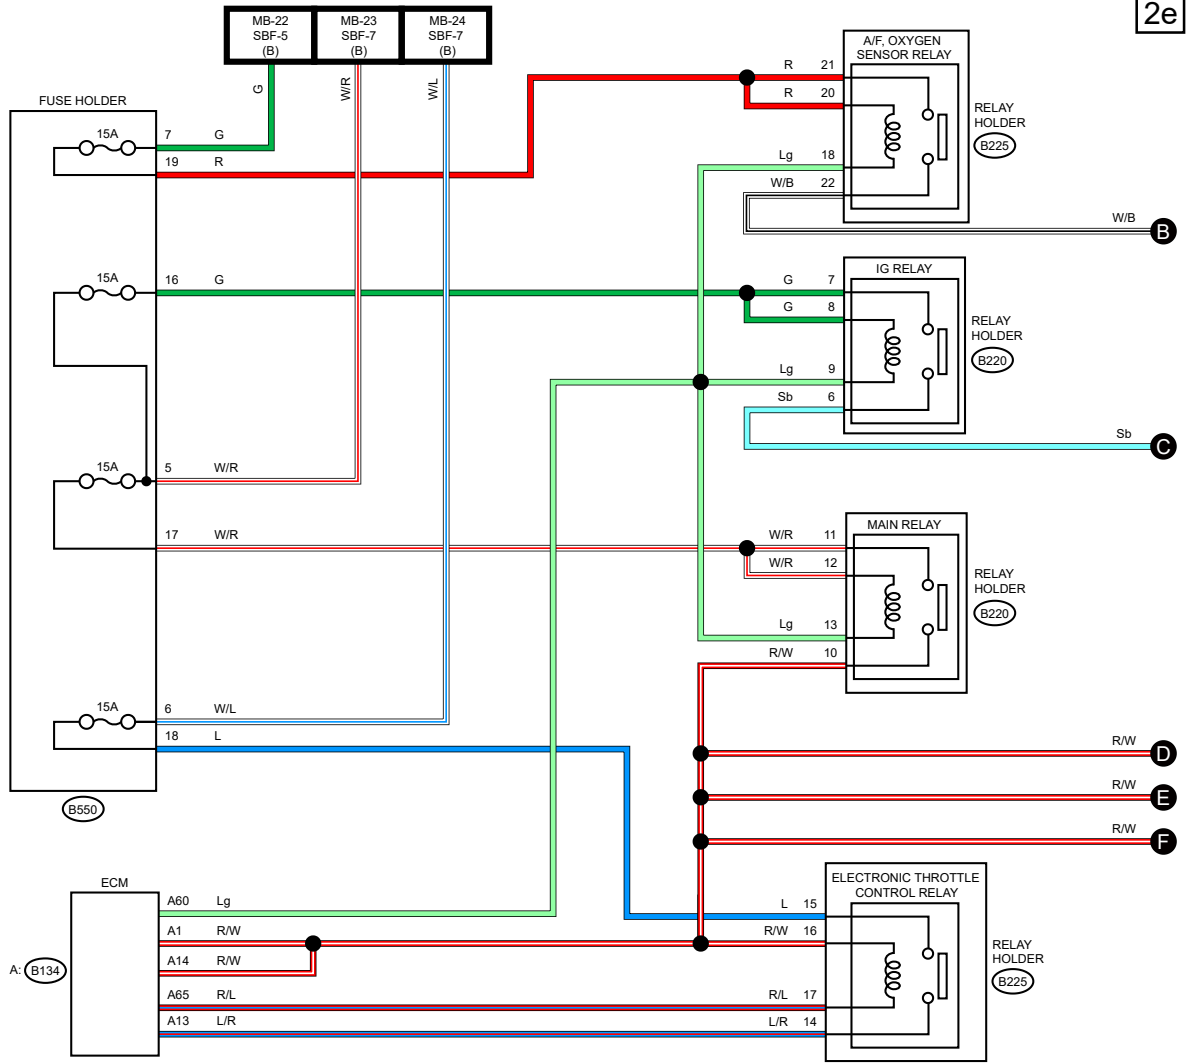 2e
MB-22
SBF-5
(B)
MB-23
SBF-7
(B)
MB-24
SBF-7
(B)
G
W/R
W/L
FUSE HOLDER
15A
7 G
19 R
15A
16 G
15A
5 W/R
17 W/R
15A
6 W/L
18 L
B550
A/F, OXYGEN
SENSOR RELAY
R 21
R 20
Lg 18
W/B 22
RELAY
HOLDER
B225
W/B
B
IG RELAY
G 7
G 8
Lg 9
Sb 6
RELAY
HOLDER
B220
Sb
C
MAIN RELAY
W/R 11
W/R 12
Lg 13
R/W 10
RELAY
HOLDER
B220
R/W
D
R/W
E
R/W
F
ECM
A60 Lg
A1 R/W
A14 R/W
A65 R/L
A13 L/R
A: B134
ELECTRONIC THROTTLE
CONTROL RELAY
L 15
R/W 16
R/L 17
L/R 14
RELAY
HOLDER
B225